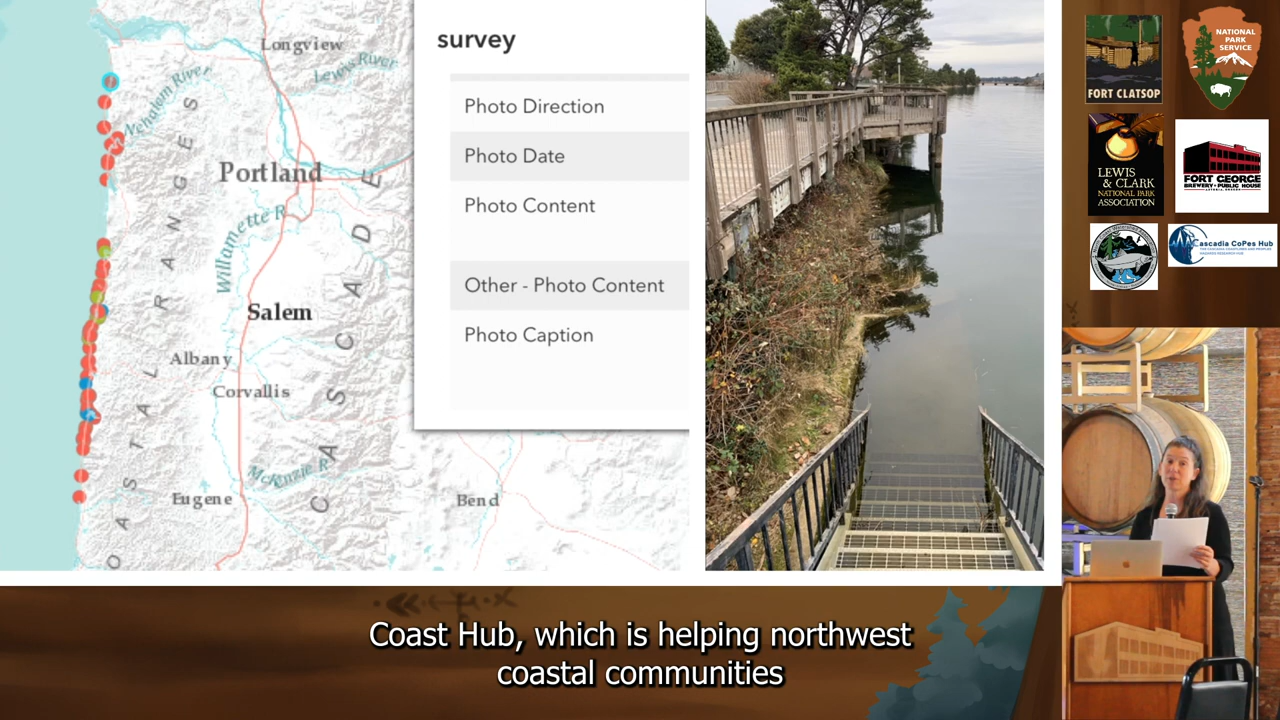 Longview
Lewis River
Nehalem River
Portland
Willamette R
Salem
Albany
Corvallis
McKenzie R
Eugene
Bend
COASTAL RANGES
CASCADE
survey
Photo Direction
Photo Date
Photo Content
Other - Photo Content
Photo Caption
FORT CLATSOP
NATIONAL
PARK
SERVICE
LEWIS
& CLARK
NATIONAL PARK
ASSOCIATION
FORT GEORGE
BREWERY + PUBLIC HOUSE
ASTORIA, OREGON
Cascadia CoPes Hub
Coast Hub, which is helping northwest
coastal communities